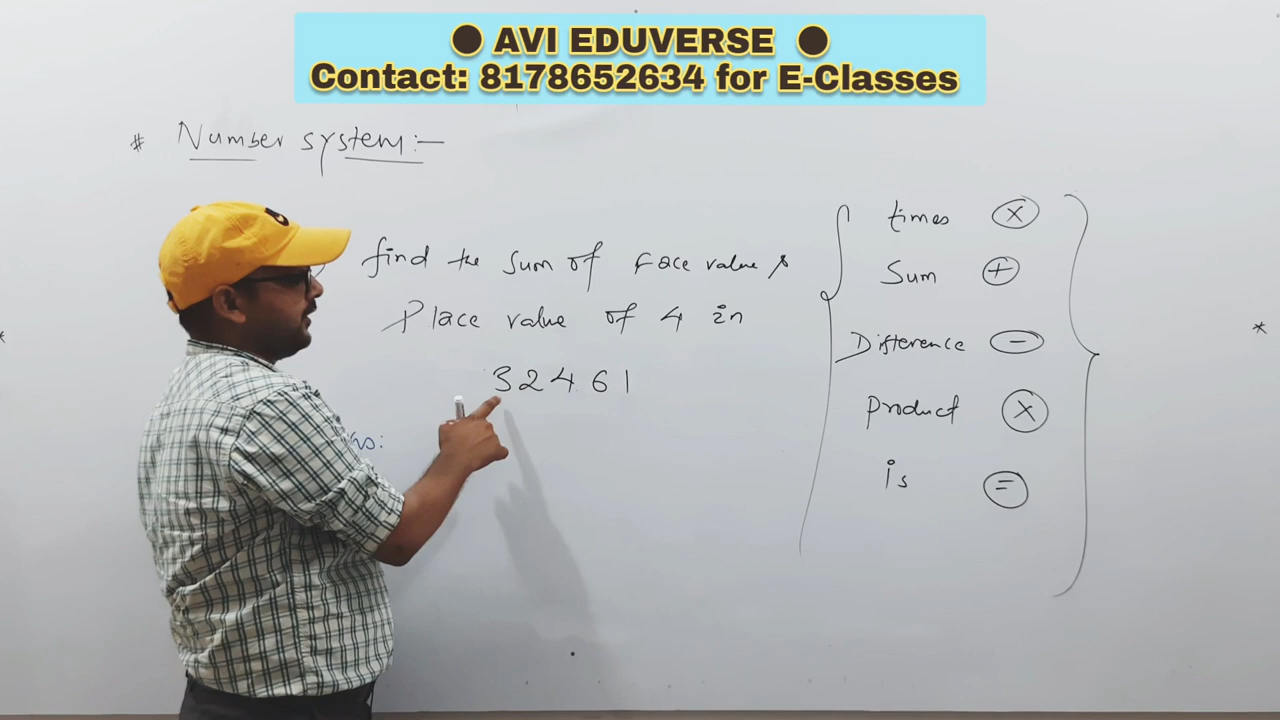 ● AVI EDUVERSE ●
Contact: 8178652634 for E-Classes
# Number system:-
find the sum of Face value &
Place value of 4 in
32461
ns:
times ×
Sum +
Difference -
Product ×
is =
*
*